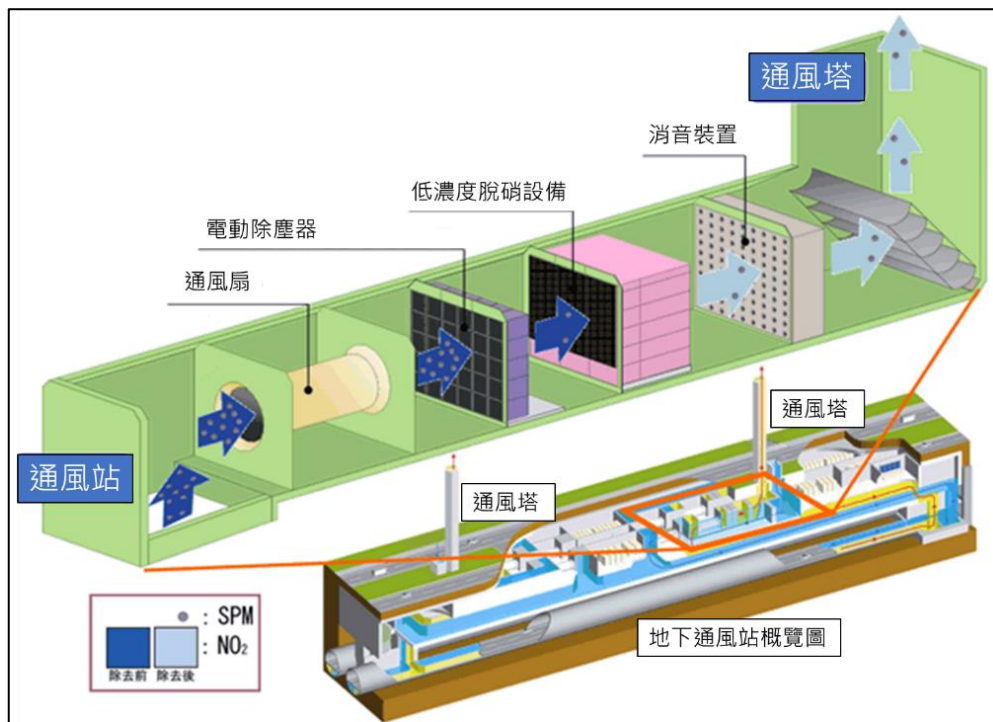 通風塔
消音裝置
低濃度脫硝設備
電動除塵器
通風扇
通風站
通風塔
通風塔
地下通風站概覽圖
: SPM
: NO₂
除去前 除去後